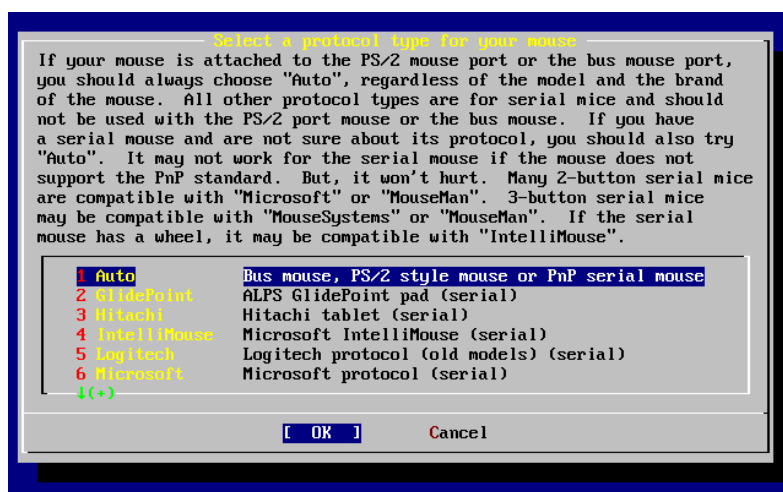 Select a protocol type for your mouse
If your mouse is attached to the PS/2 mouse port or the bus mouse port,
you should always choose "Auto", regardless of the model and the brand
of the mouse.  All other protocol types are for serial mice and should
not be used with the PS/2 port mouse or the bus mouse.  If you have
a serial mouse and are not sure about its protocol, you should also try
"Auto".  It may not work for the serial mouse if the mouse does not
support the PnP standard.  But, it won't hurt.  Many 2-button serial mice
are compatible with "Microsoft" or "MouseMan".  3-button serial mice
may be compatible with "MouseSystems" or "MouseMan".  If the serial
mouse has a wheel, it may be compatible with "IntelliMouse".
1 Auto Bus mouse, PS/2 style mouse or PnP serial mouse
2 GlidePoint ALPS GlidePoint pad (serial)
3 Hitachi Hitachi tablet (serial)
4 IntelliMouse Microsoft IntelliMouse (serial)
5 Logitech Logitech protocol (old models) (serial)
6 Microsoft Microsoft protocol (serial)
↓(+)
[ OK ] Cancel